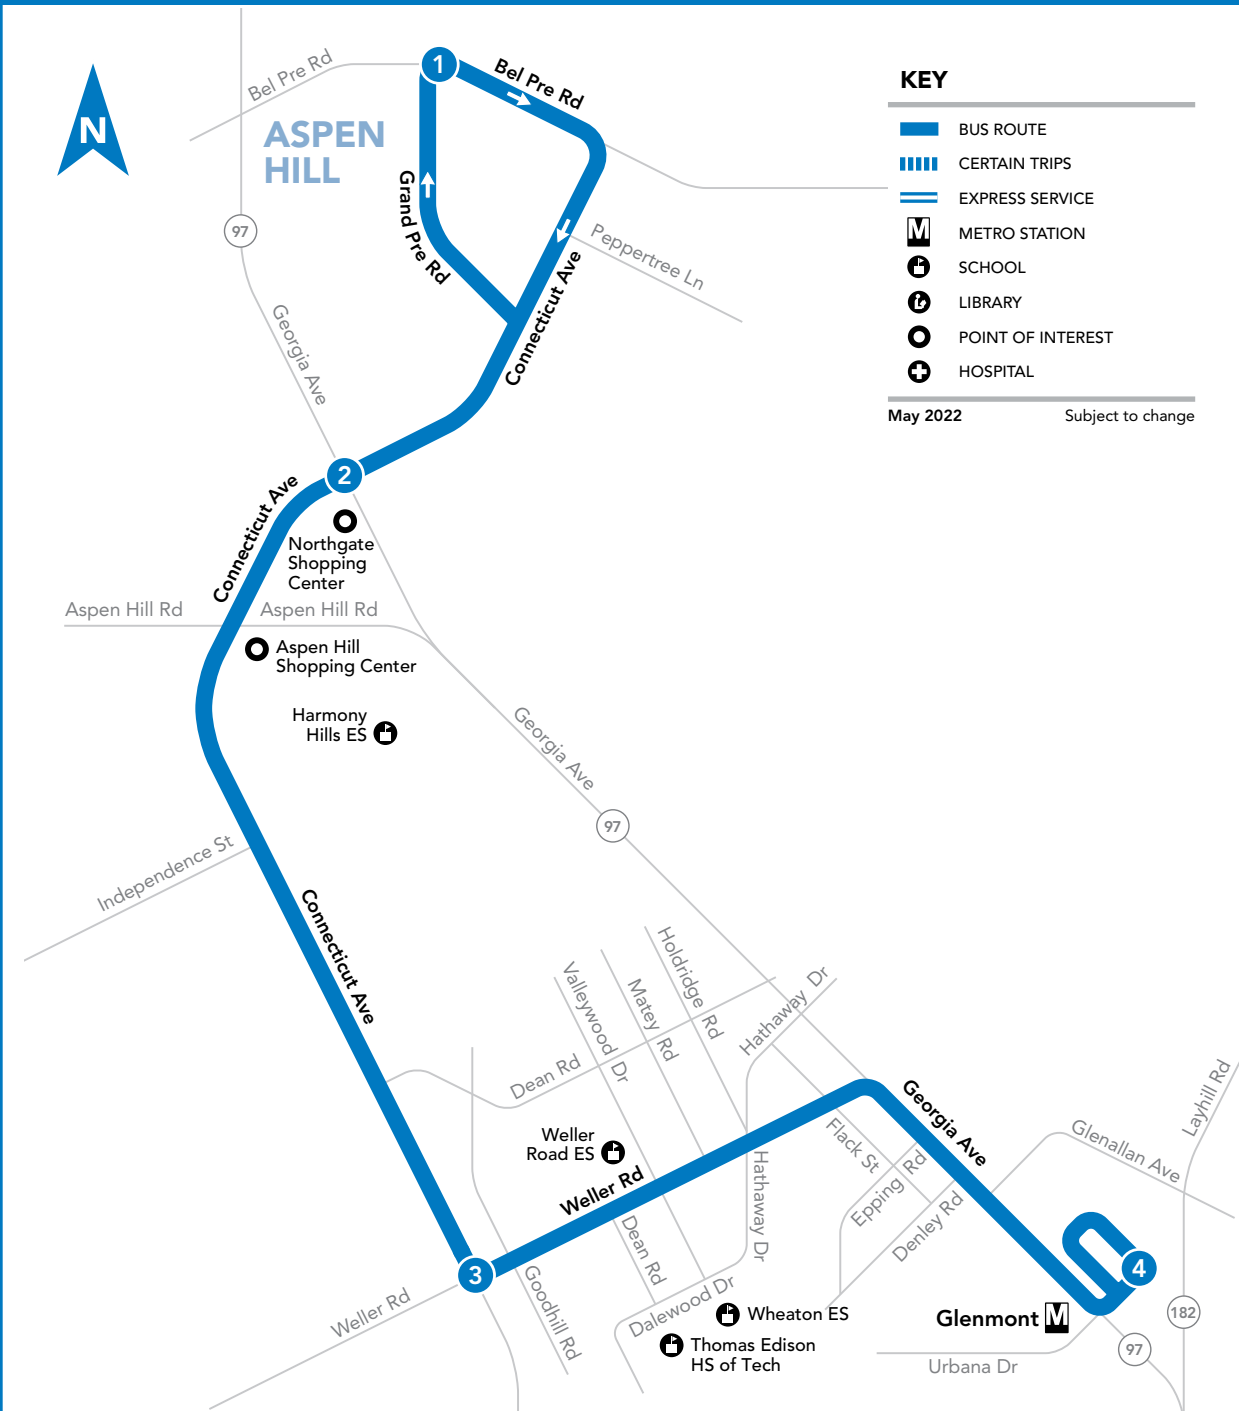 1
Bel Pre Rd
Bel Pre Rd
KEY
BUS ROUTE
CERTAIN TRIPS
EXPRESS SERVICE
M
METRO STATION
SCHOOL
LIBRARY
POINT OF INTEREST
HOSPITAL
May 2022
Subject to change
N
ASPEN
HILL
Grand Pre Rd
97
Peppertree Ln
Connecticut Ave
Georgia Ave
2
Connecticut Ave
Northgate
Shopping
Center
Aspen Hill Rd
Aspen Hill Rd
Aspen Hill
Shopping Center
Harmony
Hills ES
Georgia Ave
97
Independence St
Connecticut Ave
Valleywood Dr
Matey Rd
Holdridge Rd
Hathaway Dr
Dean Rd
Georgia Ave
Layhill Rd
Glenallan Ave
Weller
Road ES
Flack St
Epping Rd
Denley Rd
Weller Rd
Hathaway Dr
Dean Rd
3
4
Goodhill Rd
Weller Rd
Dalewood Dr
Wheaton ES
Thomas Edison
HS of Tech
Glenmont
M
182
97
Urbana Dr